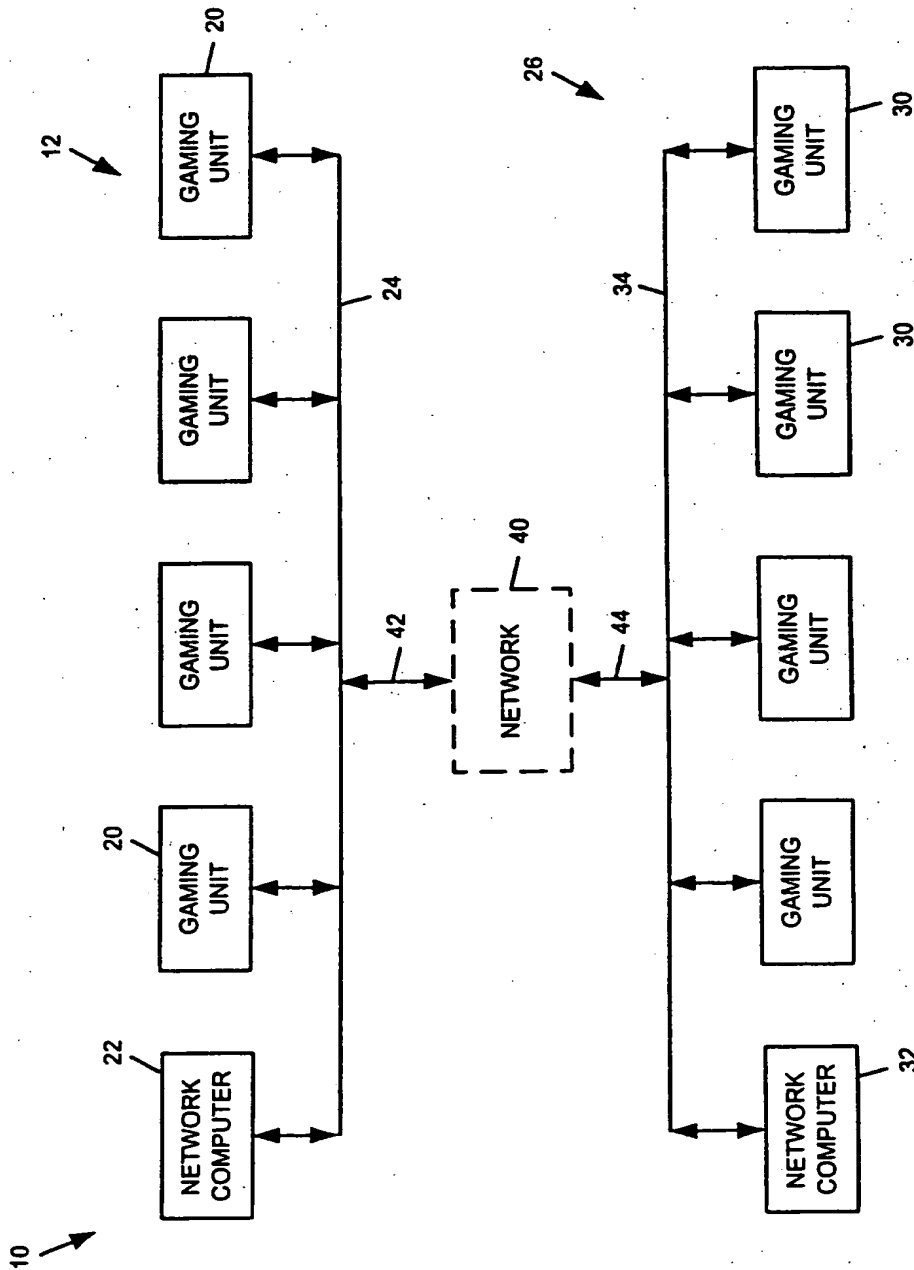 10
12
22
20
20
NETWORK
COMPUTER
GAMING
UNIT
GAMING
UNIT
GAMING
UNIT
GAMING
UNIT
24
42
40
NETWORK
44
26
34
NETWORK
COMPUTER
GAMING
UNIT
GAMING
UNIT
GAMING
UNIT
GAMING
UNIT
32
30
30